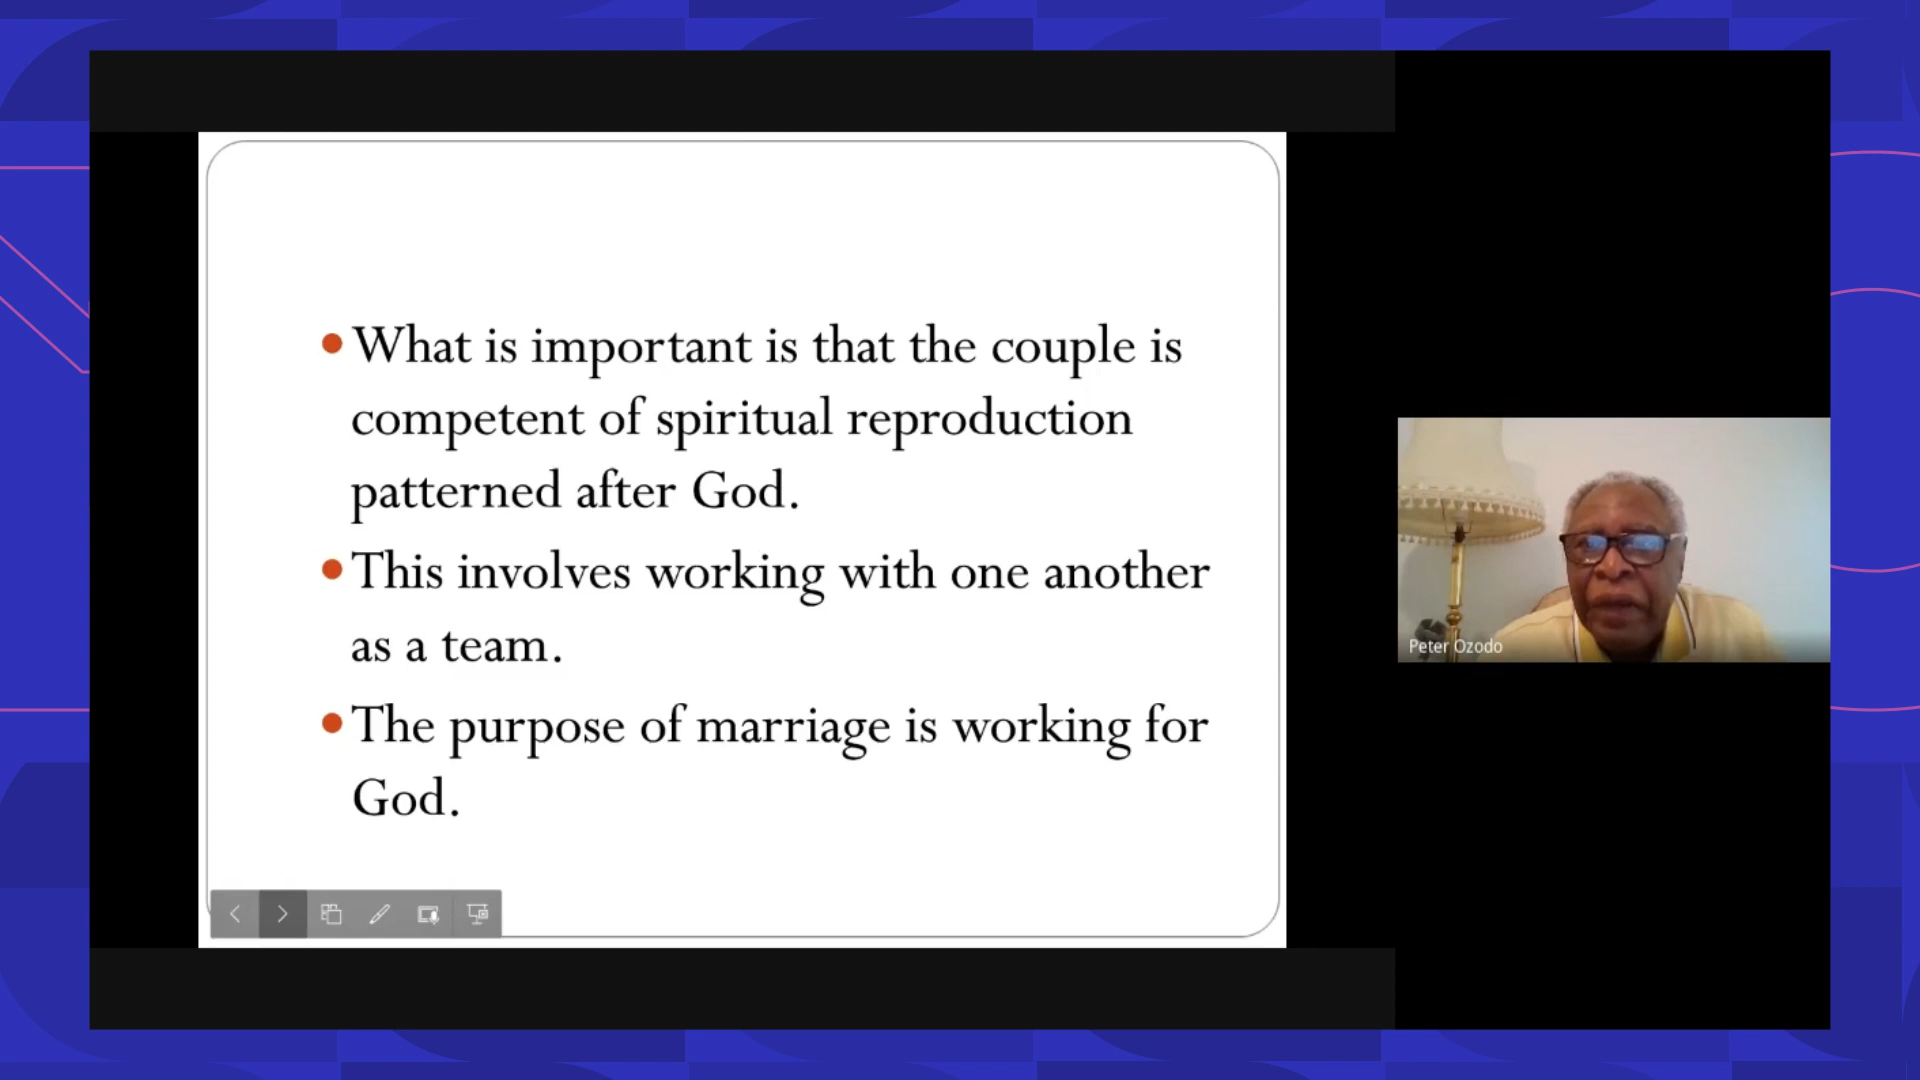 What is important is that the couple is
competent of spiritual reproduction
patterned after God.
This involves working with one another
as a team.
The purpose of marriage is working for
God.
Peter Ozodo